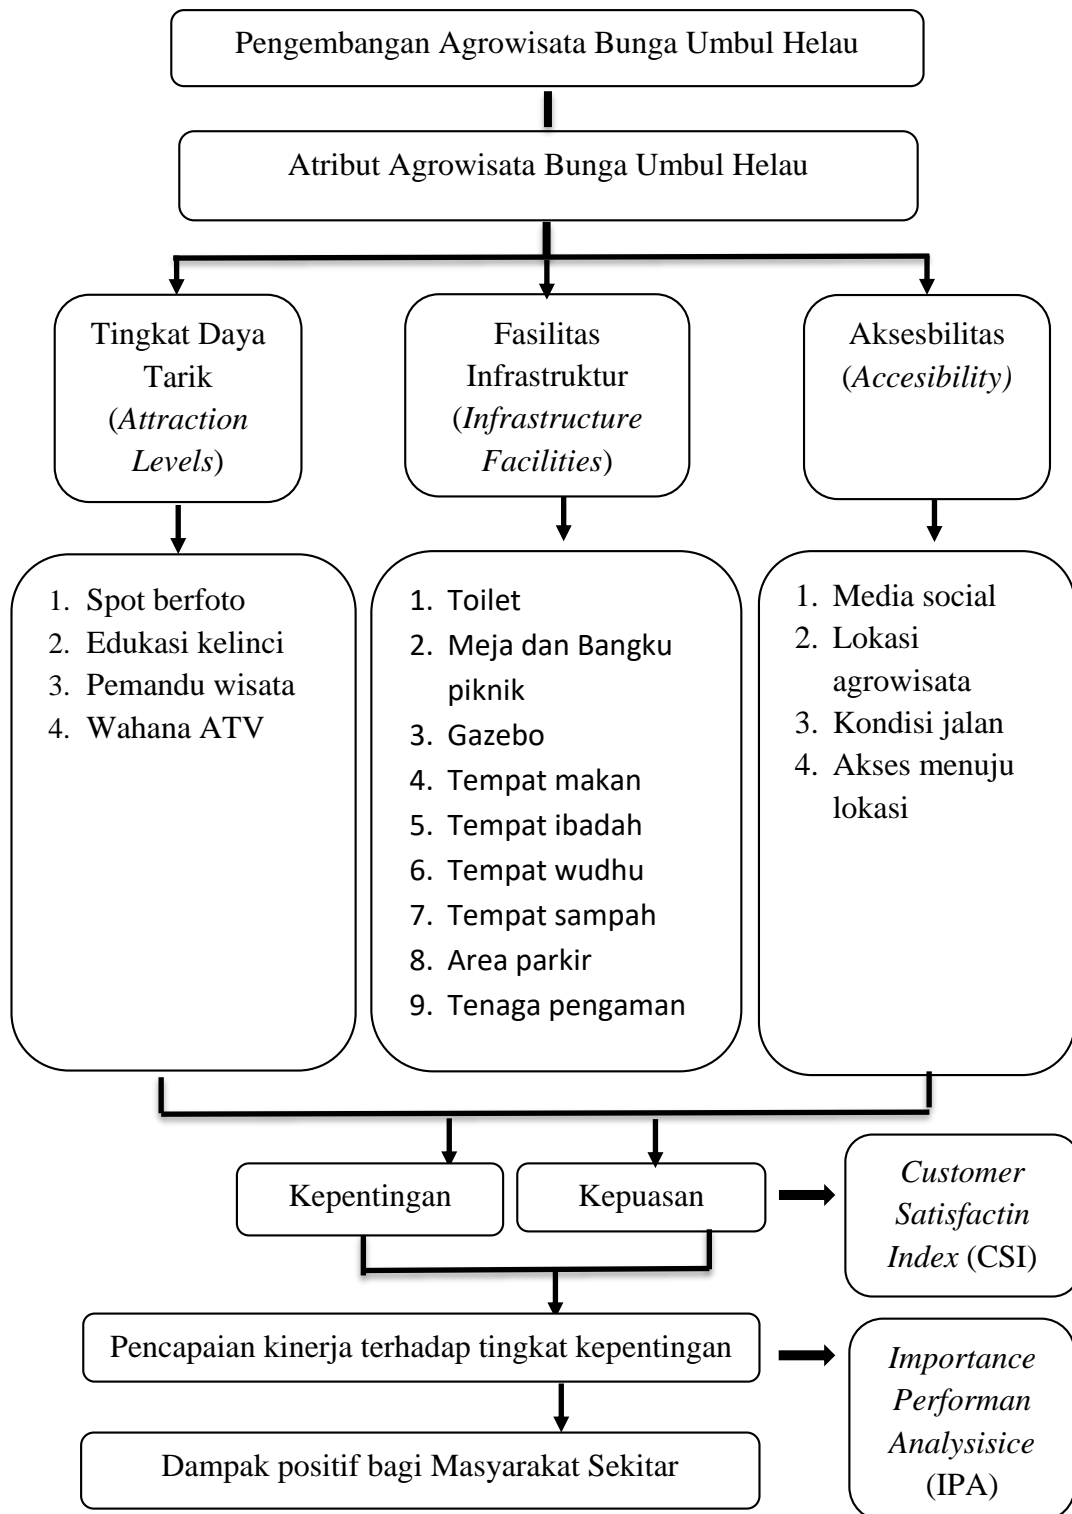 Pengembangan Agrowisata Bunga Umbul Helau
Atribut Agrowisata Bunga Umbul Helau
Tingkat Daya
Tarik
(Attraction
Levels)
Fasilitas
Infrastruktur
(Infrastructure
Facilities)
Aksesbilitas
(Accesibility)
1. Spot berfoto
2. Edukasi kelinci
3. Pemandu wisata
4. Wahana ATV
1. Toilet
2. Meja dan Bangku
piknik
3. Gazebo
4. Tempat makan
5. Tempat ibadah
6. Tempat wudhu
7. Tempat sampah
8. Area parkir
9. Tenaga pengaman
1. Media social
2. Lokasi
agrowisata
3. Kondisi jalan
4. Akses menuju
lokasi
Kepentingan
Kepuasan
Customer
Satisfactin
Index (CSI)
Pencapaian kinerja terhadap tingkat kepentingan
Importance
Performan
Analysisice
(IPA)
Dampak positif bagi Masyarakat Sekitar